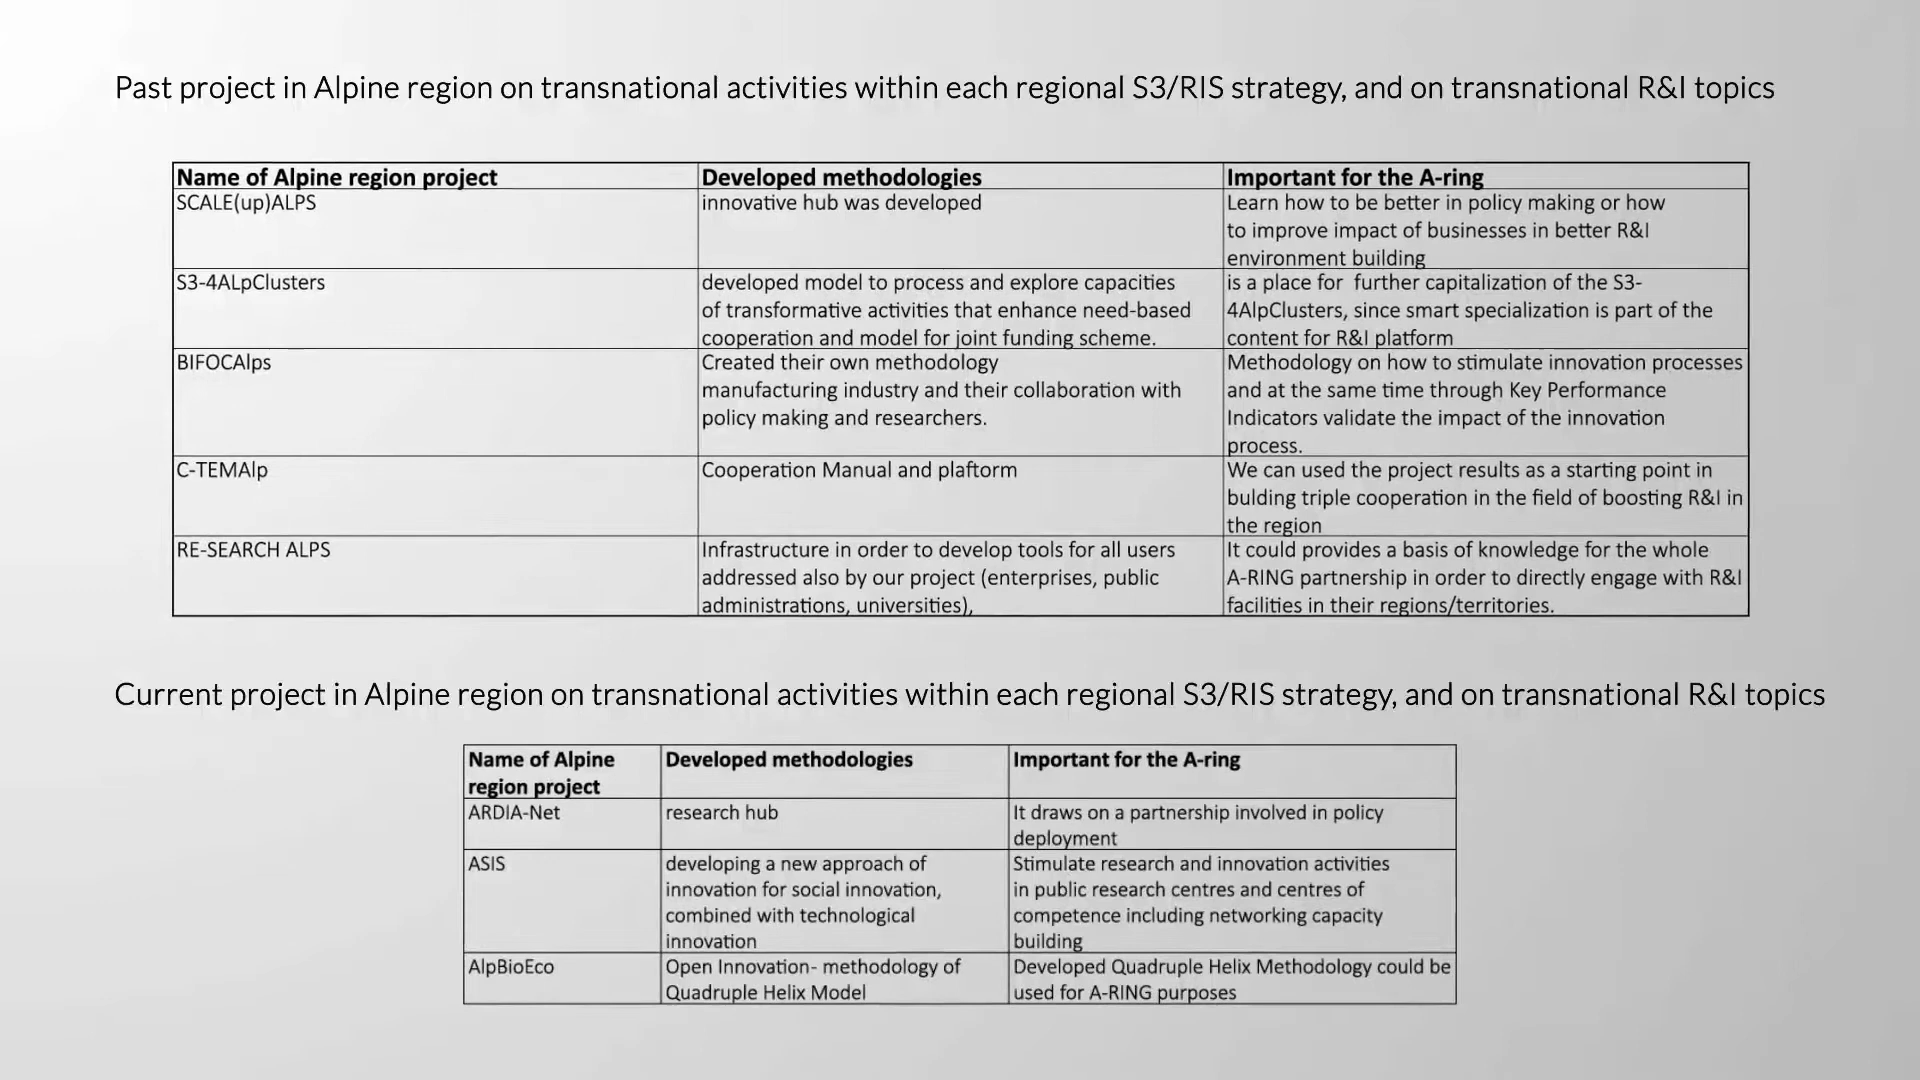 Past project in Alpine region on transnational activities within each regional S3/RIS strategy, and on transnational R&I topics
Name of Alpine region project
Developed methodologies
Important for the A-ring
SCALE(up)ALPS
innovative hub was developed
Learn how to be better in policy making or how
to improve impact of businesses in better R&I
environment building
S3-4ALpClusters
developed model to process and explore capacities
of transformative activities that enhance need-based
cooperation and model for joint funding scheme.
is a place for  further capitalization of the S3-
4AlpClusters, since smart specialization is part of the
content for R&I platform
BIFOCAlps
Created their own methodology
manufacturing industry and their collaboration with
policy making and researchers.
Methodology on how to stimulate innovation processes
and at the same time through Key Performance
Indicators validate the impact of the innovation
process.
C-TEMAlp
Cooperation Manual and plaftorm
We can used the project results as a starting point in
bulding triple cooperation in the field of boosting R&I in
the region
RE-SEARCH ALPS
Infrastructure in order to develop tools for all users
addressed also by our project (enterprises, public
administrations, universities),
It could provides a basis of knowledge for the whole
A-RING partnership in order to directly engage with R&I
facilities in their regions/territories.
Current project in Alpine region on transnational activities within each regional S3/RIS strategy, and on transnational R&I topics
Name of Alpine
region project
Developed methodologies
Important for the A-ring
ARDIA-Net
research hub
It draws on a partnership involved in policy
deployment
ASIS
developing a new approach of
innovation for social innovation,
combined with technological
innovation
Stimulate research and innovation activities
in public research centres and centres of
competence including networking capacity
building
AlpBioEco
Open Innovation- methodology of
Quadruple Helix Model
Developed Quadruple Helix Methodology could be
used for A-RING purposes